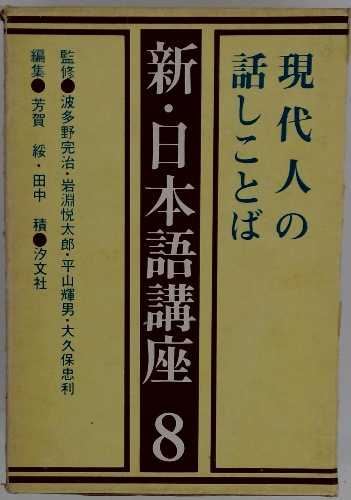 現代人の
話しことば
新・日本語講座 8
監修●波多野完治・岩淵悦太郎・平山輝男・大久保忠利
編集●芳賀 綏・田中 積●汐文社